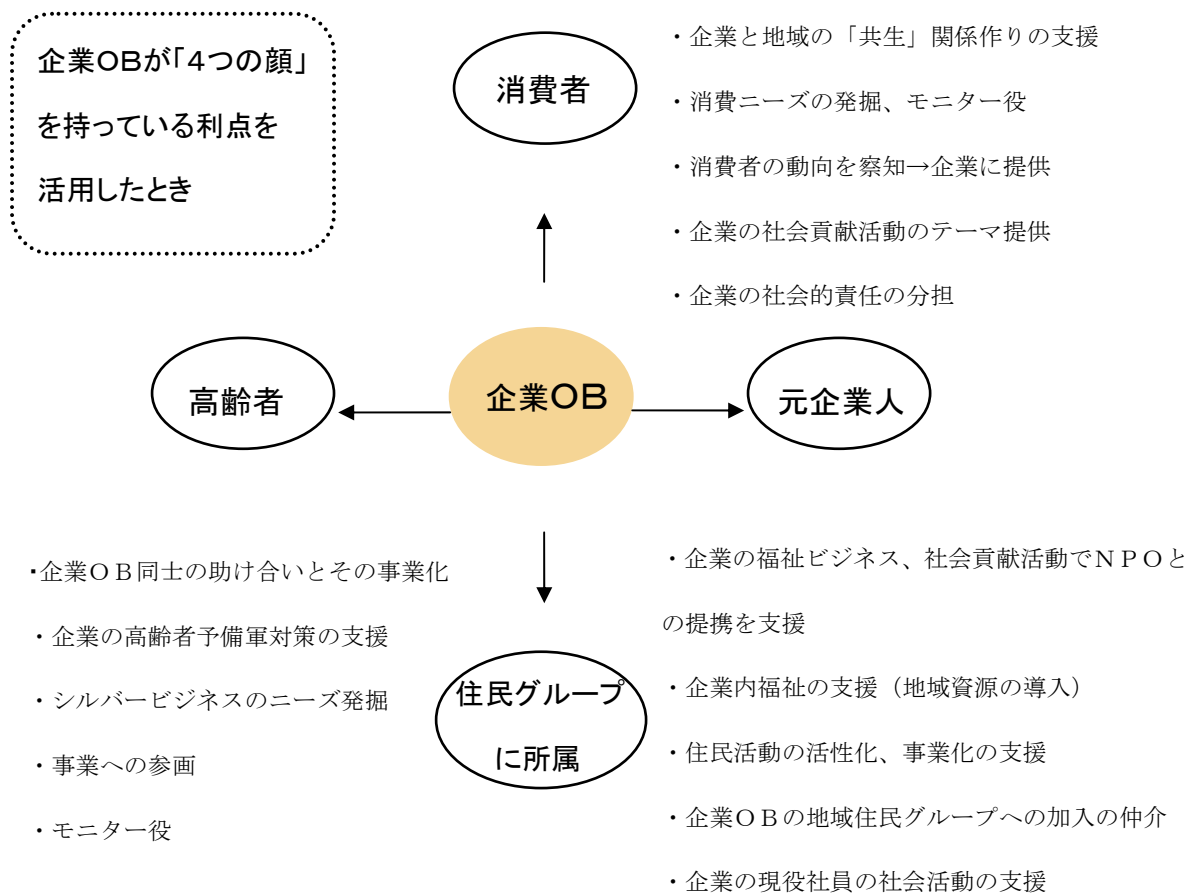 企業OBが「4つの顔」
を持っている利点を
活用したとき
消費者
・企業と地域の「共生」関係作りの支援
・消費ニーズの発掘、モニター役
・消費者の動向を察知→企業に提供
・企業の社会貢献活動のテーマ提供
・企業の社会的責任の分担
高齢者
企業OB
元企業人
・企業OB同士の助け合いとその事業化
・企業の高齢者予備軍対策の支援
・シルバービジネスのニーズ発掘
・事業への参画
・モニター役
住民グループ
に所属
・企業の福祉ビジネス、社会貢献活動でNPOと
の提携を支援
・企業内福祉の支援（地域資源の導入）
・住民活動の活性化、事業化の支援
・企業OBの地域住民グループへの加入の仲介
・企業の現役社員の社会活動の支援